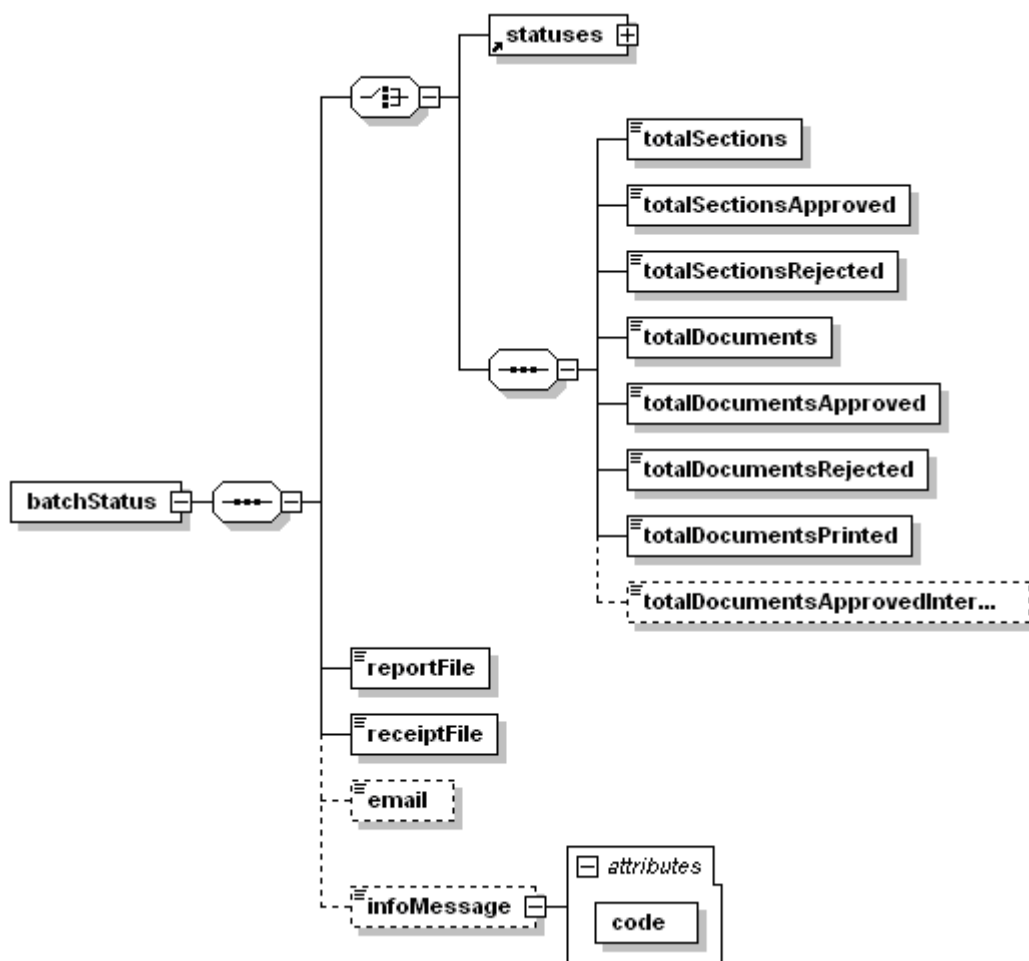 statuses
totalSections
totalSectionsApproved
totalSectionsRejected
totalDocuments
totalDocumentsApproved
totalDocumentsRejected
batchStatus
totalDocumentsPrinted
totalDocumentsApprovedInter...
reportFile
receiptFile
email
attributes
infoMessage
code